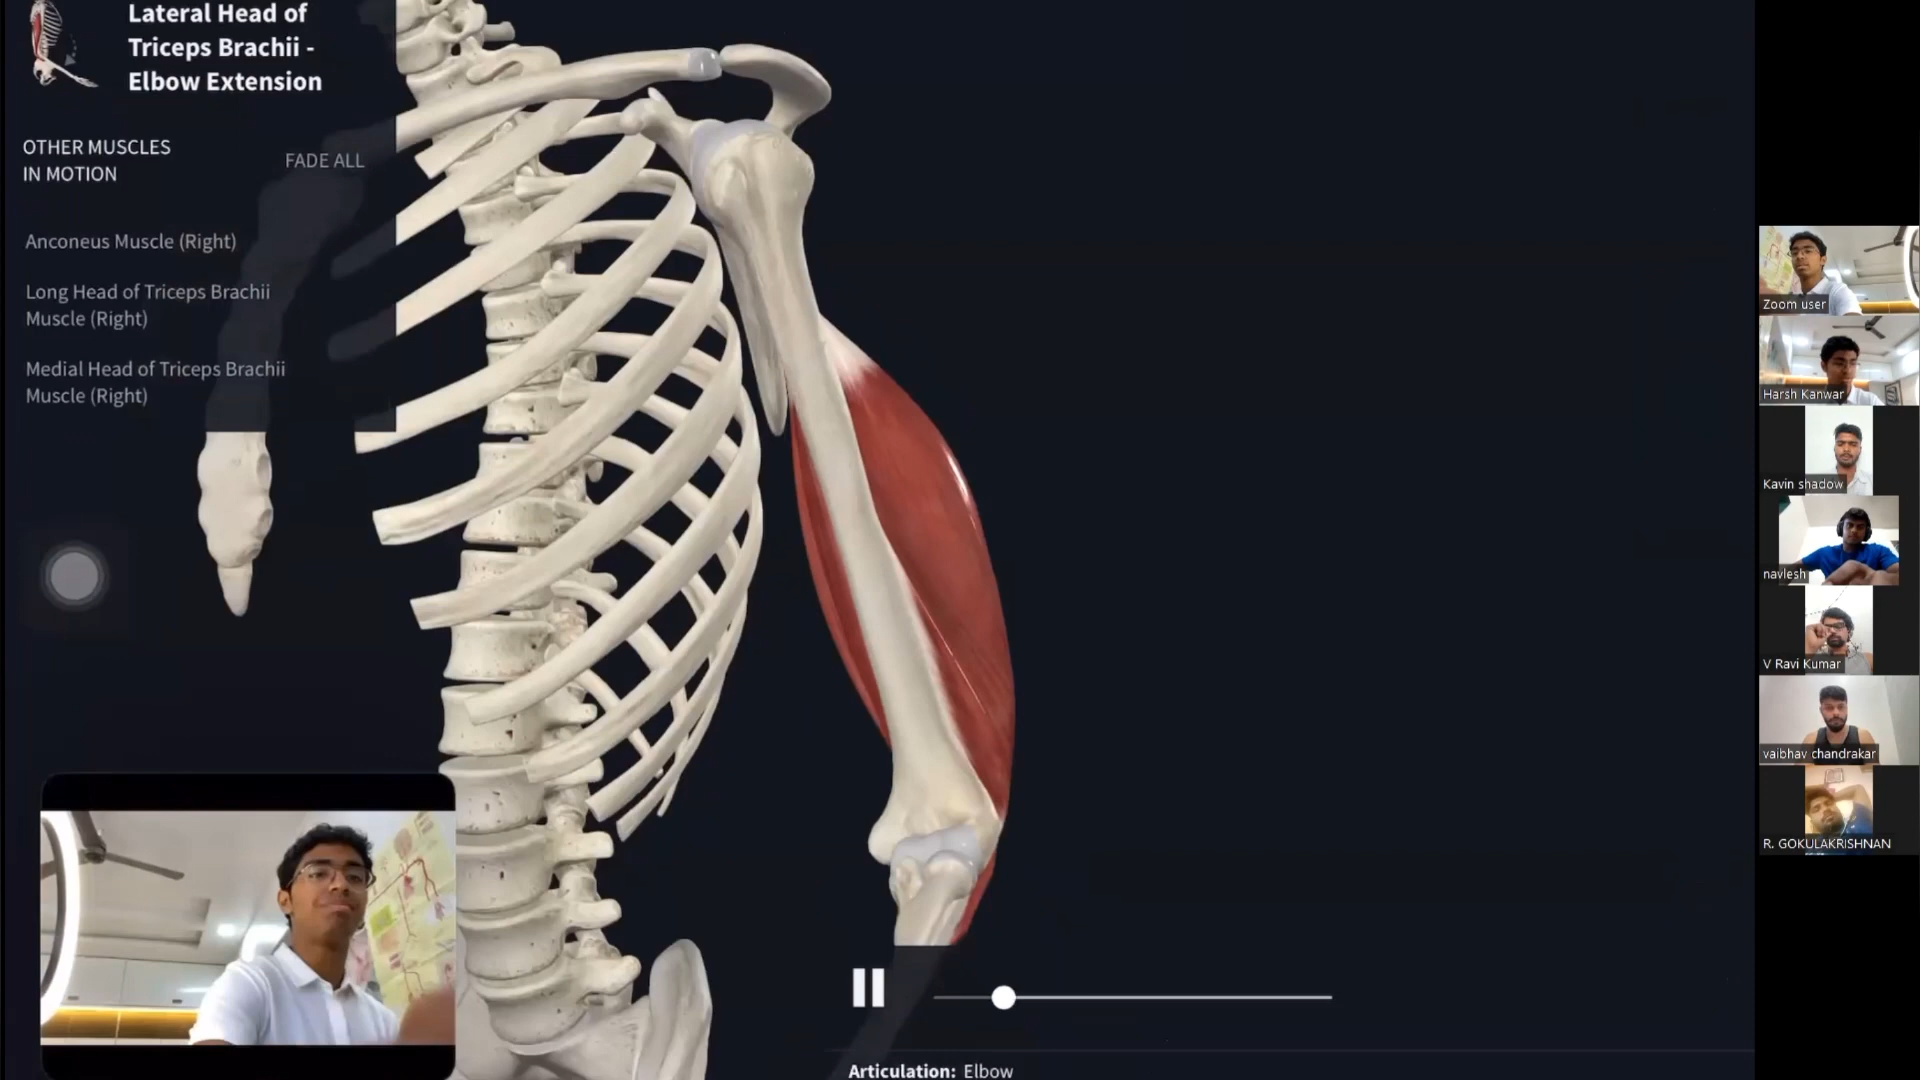 Lateral Head of
Triceps Brachii -
Elbow Extension
OTHER MUSCLES
IN MOTION
FADE ALL
Anconeus Muscle (Right)
Long Head of Triceps Brachii
Muscle (Right)
Medial Head of Triceps Brachii
Muscle (Right)
Articulation: Elbow
Zoom user
Harsh Kanwar
Kavin shadow
navlesh
V Ravi Kumar
vaibhav chandrakar
R. GOKULAKRISHNAN